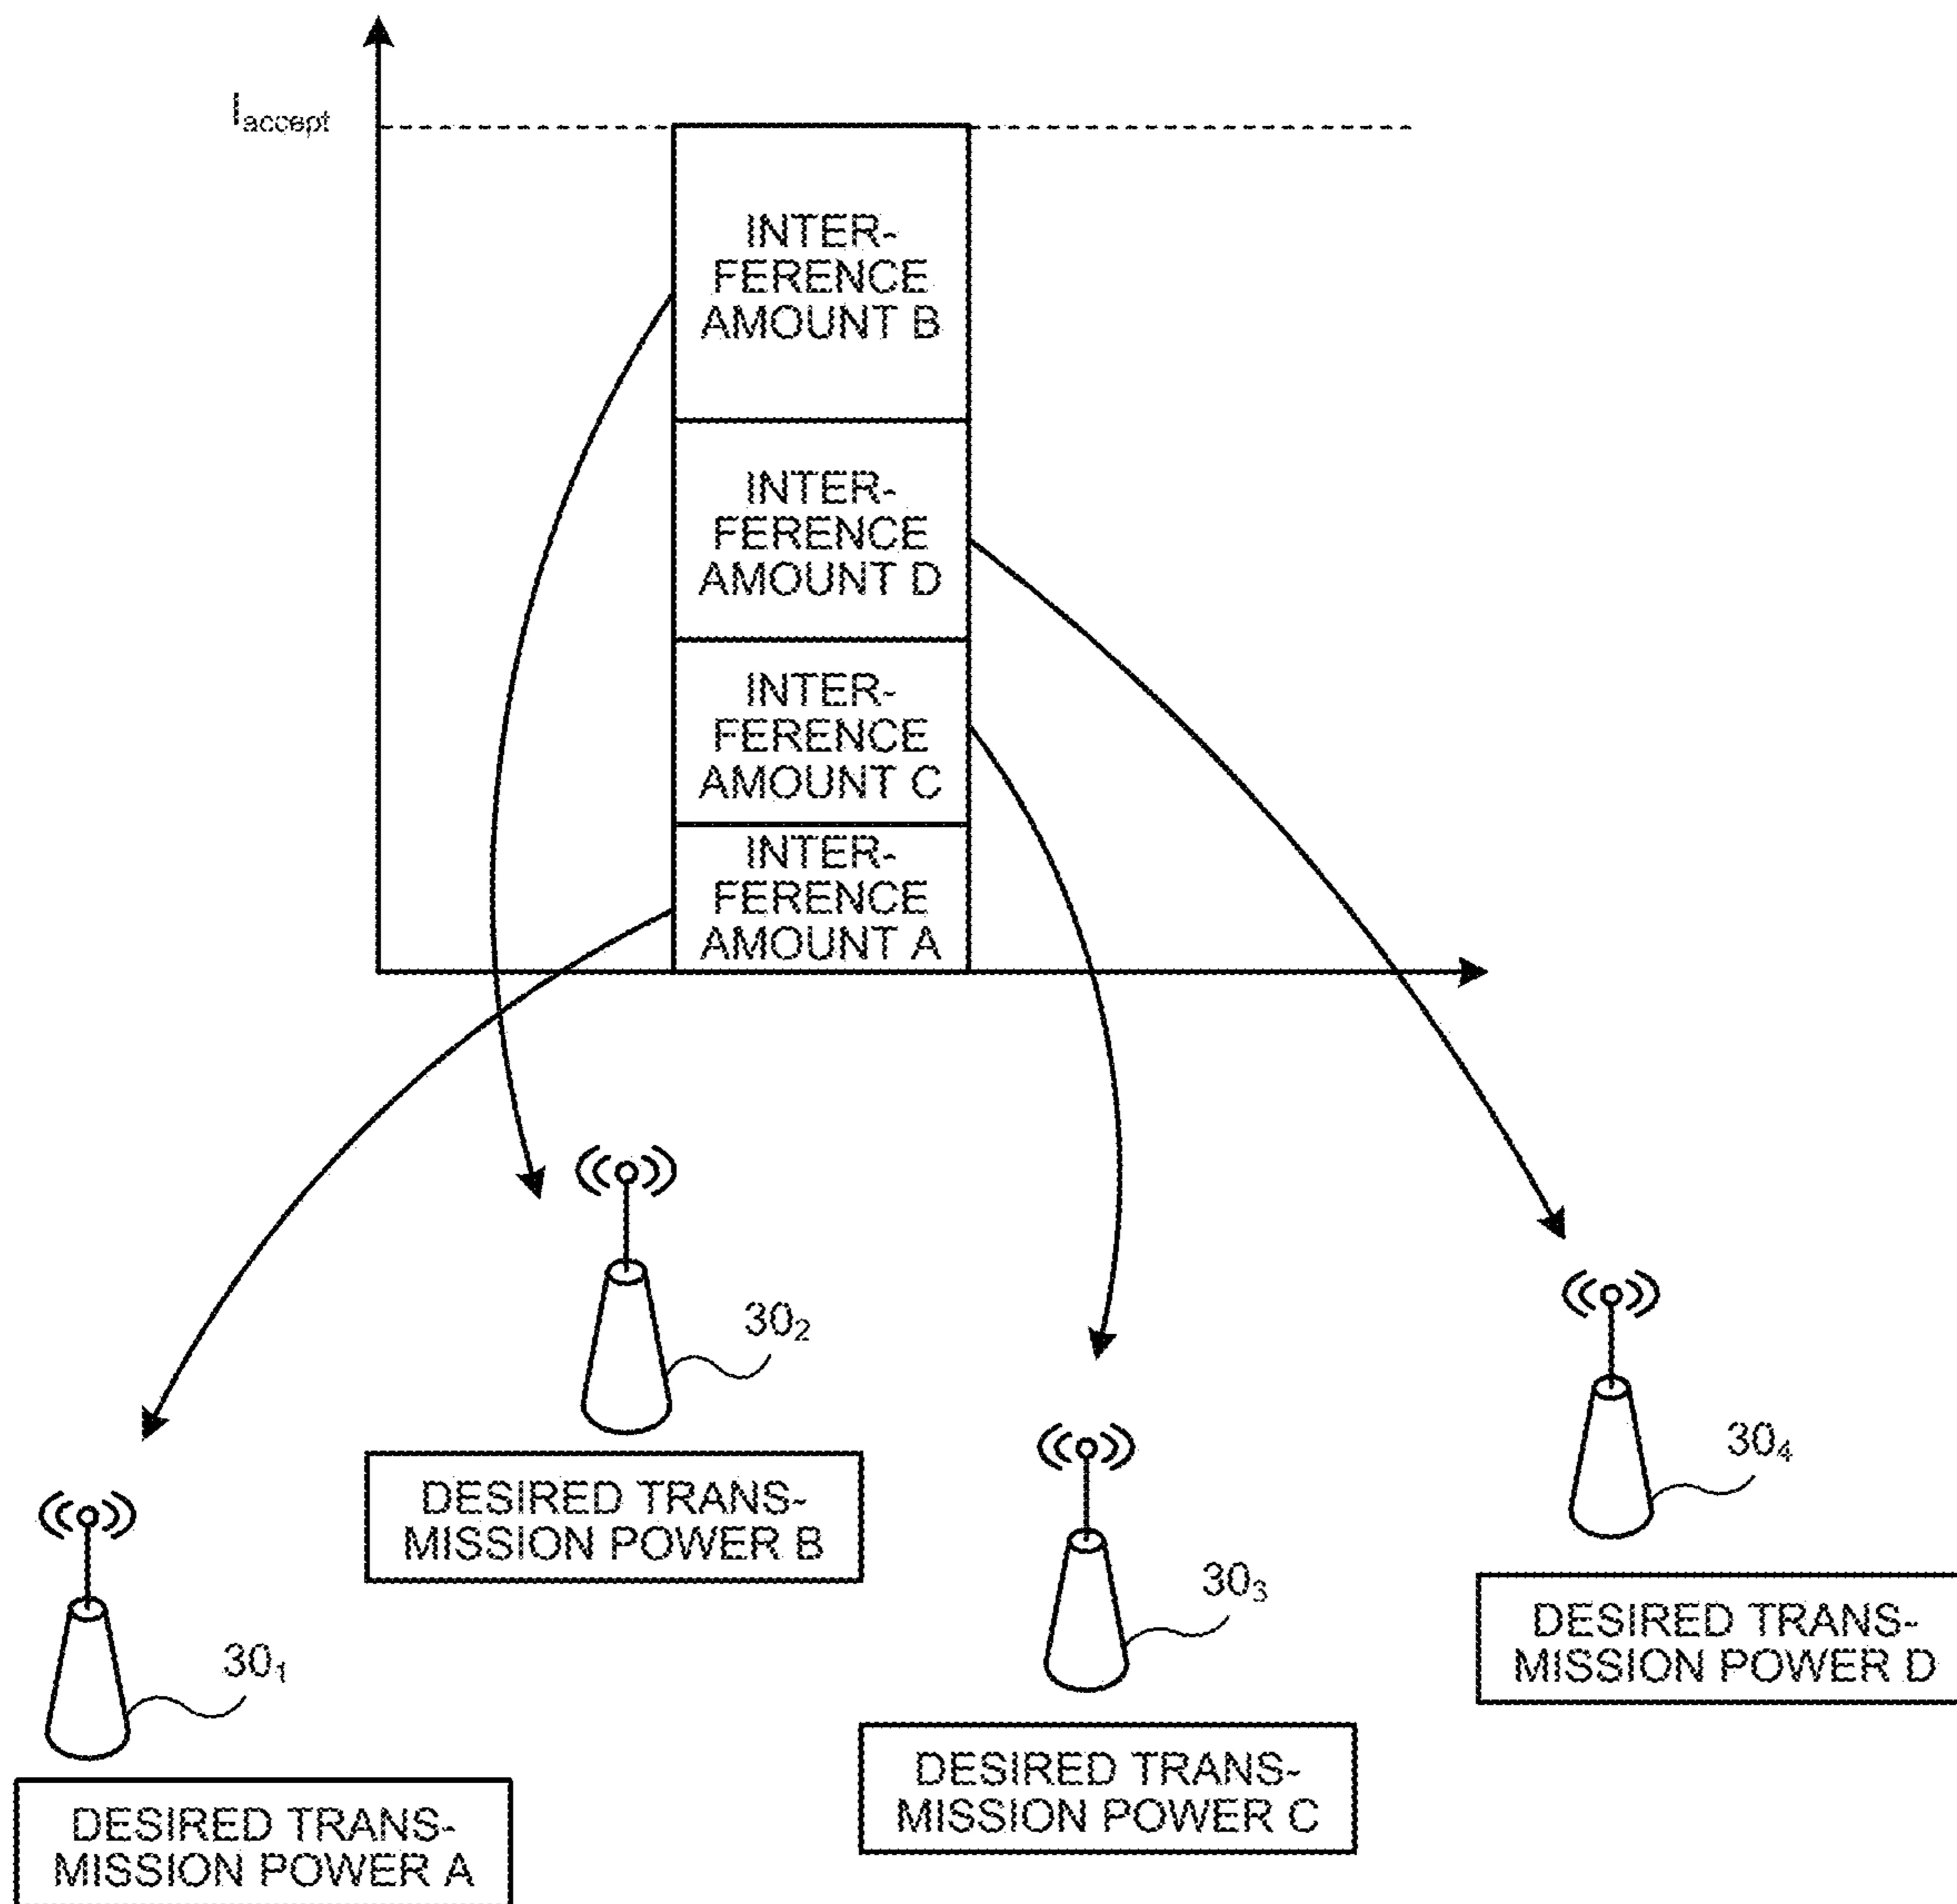 Iaccept
INTER-
FERENCE
AMOUNT B
INTER-
FERENCE
AMOUNT D
INTER-
FERENCE
AMOUNT C
INTER-
FERENCE
AMOUNT A
302
DESIRED TRANS-
MISSION POWER B
304
DESIRED TRANS-
MISSION POWER D
303
DESIRED TRANS-
MISSION POWER C
301
DESIRED TRANS-
MISSION POWER A